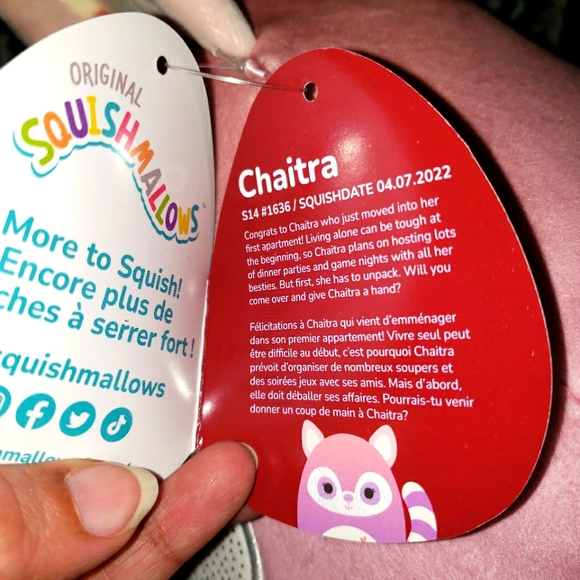 ORIGINAL
SQUISHMALLOWS
More to Squish!
Encore plus de
à serrer fort!
squishmallows
Chaitra
S14 #1636 / SQUISHDATE 04.07.2022
Congrats to Chaitra who just moved into her
first apartment! Living alone can be tough at
the beginning, so Chaitra plans on hosting lots
of dinner parties and game nights with all her
besties. But first, she has to unpack. Will you
come over and give Chaitra a hand?
Félicitations à Chaitra qui vient d'emménager
dans son premier appartement! Vivre seul peut
être difficile au début, c'est pourquoi Chaitra
prévoit d'organiser de nombreux soupers et
des soirées jeux avec ses amis. Mais d'abord,
elle doit déballer ses affaires. Pourrais-tu venir
donner un coup de main à Chaitra?